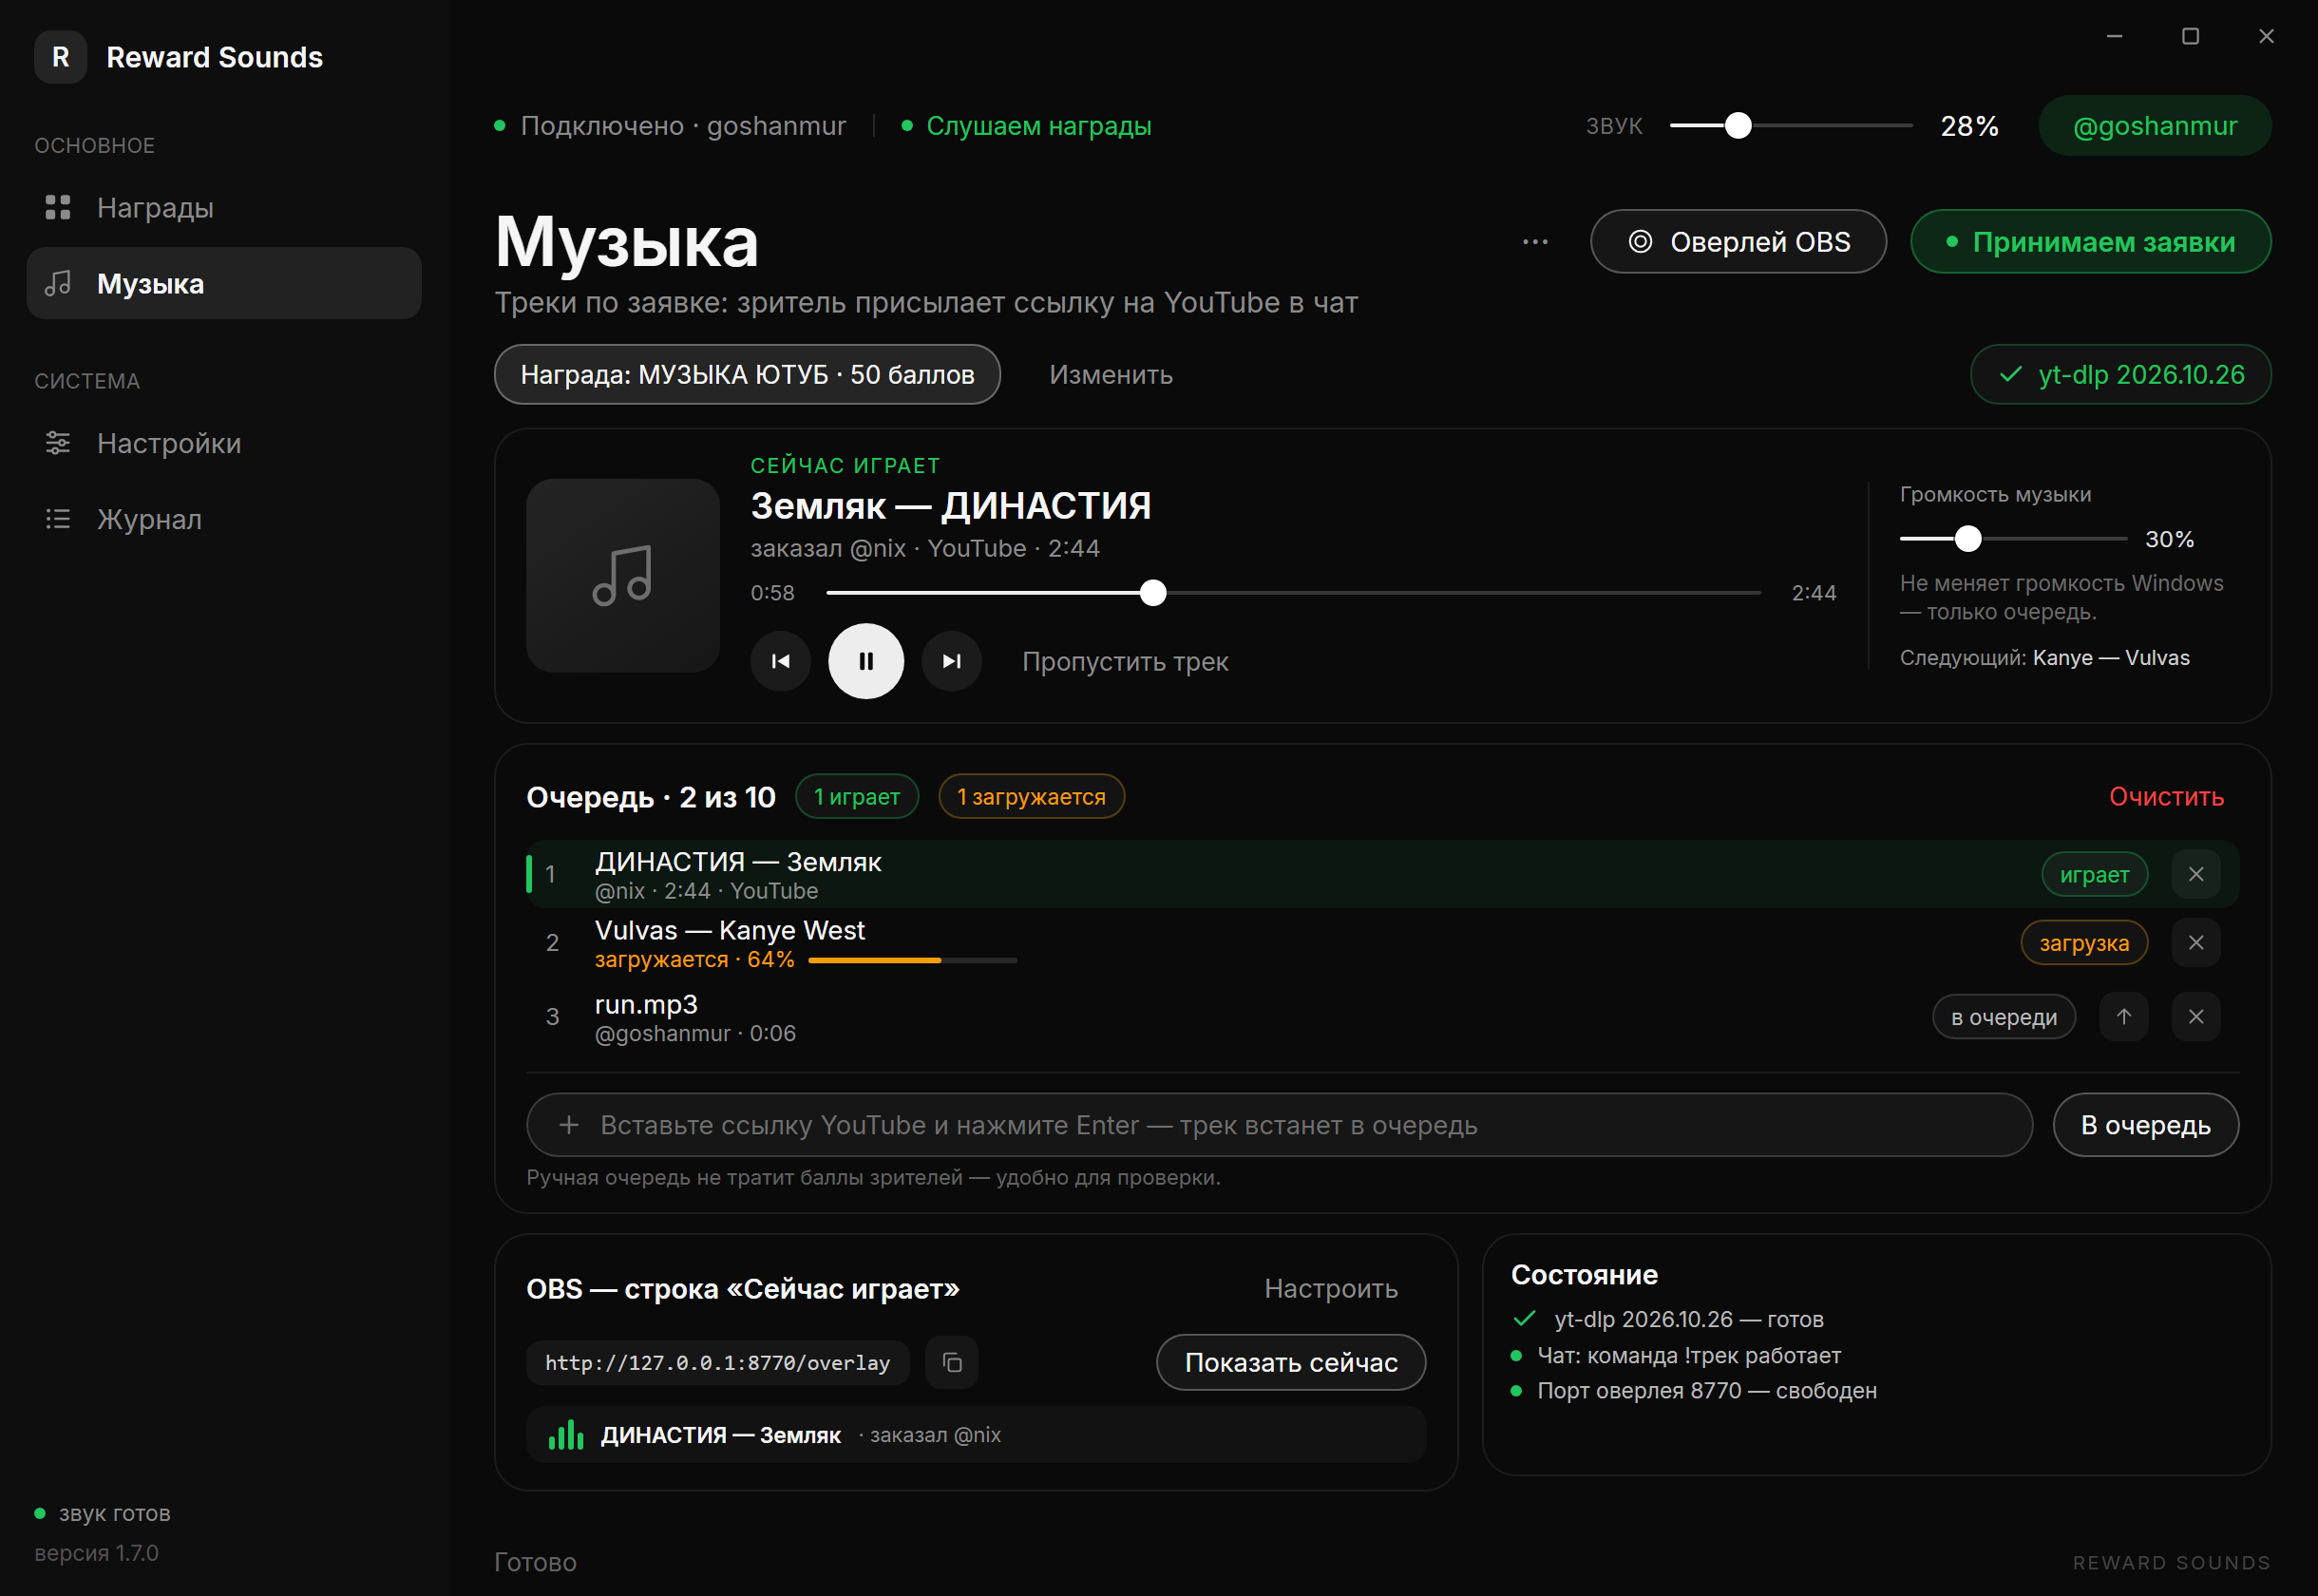 R Reward Sounds
ОСНОВНОЕ
Награды
Музыка
СИСТЕМА
Настройки
Журнал
звук готов
версия 1.7.0
Подключено · goshanmur
Слушаем награды
ЗВУК
28%
@goshanmur
Музыка
Треки по заявке: зритель присылает ссылку на YouTube в чат
Оверлей OBS
Принимаем заявки
Награда: МУЗЫКА ЮТУБ · 50 баллов
Изменить
yt-dlp 2026.10.26
СЕЙЧАС ИГРАЕТ
Земляк — ДИНАСТИЯ
заказал @nix · YouTube · 2:44
0:58
2:44
Пропустить трек
Громкость музыки
30%
Не меняет громкость Windows
— только очередь.
Следующий: Kanye — Vulvas
Очередь · 2 из 10
1 играет
1 загружается
Очистить
1
ДИНАСТИЯ — Земляк
@nix · 2:44 · YouTube
играет
2
Vulvas — Kanye West
загружается · 64%
загрузка
3
run.mp3
@goshanmur · 0:06
в очереди
Вставьте ссылку YouTube и нажмите Enter — трек встанет в очередь
В очередь
Ручная очередь не тратит баллы зрителей — удобно для проверки.
OBS — строка «Сейчас играет»
Настроить
http://127.0.0.1:8770/overlay
Показать сейчас
ДИНАСТИЯ — Земляк · заказал @nix
Состояние
yt-dlp 2026.10.26 — готов
Чат: команда !трек работает
Порт оверлея 8770 — свободен
Готово
REWARD SOUNDS